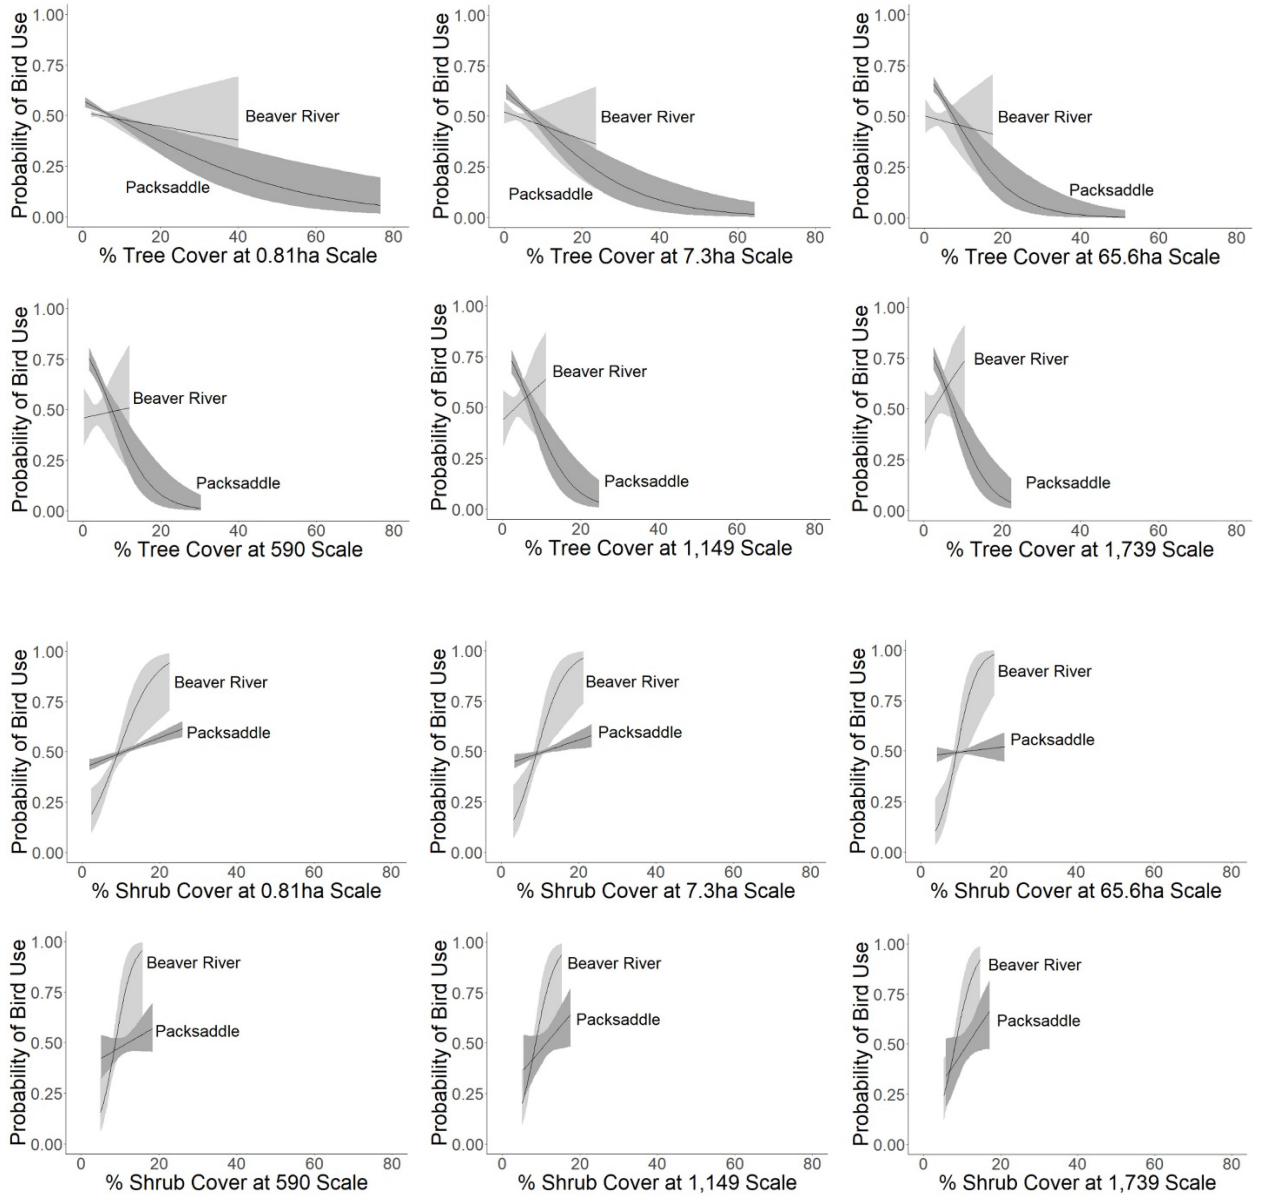 Probability of Bird Use
1.00
0.75
0.50
0.25
0.00
Beaver River
Packsaddle
0 20 40 60 80
% Tree Cover at 0.81ha Scale
Probability of Bird Use
1.00
0.75
0.50
0.25
0.00
Beaver River
Packsaddle
0 20 40 60 80
% Tree Cover at 7.3ha Scale
Probability of Bird Use
1.00
0.75
0.50
0.25
0.00
Beaver River
Packsaddle
0 20 40 60 80
% Tree Cover at 65.6ha Scale
Probability of Bird Use
1.00
0.75
0.50
0.25
0.00
Beaver River
Packsaddle
0 20 40 60 80
% Tree Cover at 590 Scale
Probability of Bird Use
1.00
0.75
0.50
0.25
0.00
Beaver River
Packsaddle
0 20 40 60 80
% Tree Cover at 1,149 Scale
Probability of Bird Use
1.00
0.75
0.50
0.25
0.00
Beaver River
Packsaddle
0 20 40 60 80
% Tree Cover at 1,739 Scale
Probability of Bird Use
1.00
0.75
0.50
0.25
0.00
Beaver River
Packsaddle
0 20 40 60 80
% Shrub Cover at 0.81ha Scale
Probability of Bird Use
1.00
0.75
0.50
0.25
0.00
Beaver River
Packsaddle
0 20 40 60 80
% Shrub Cover at 7.3ha Scale
Probability of Bird Use
1.00
0.75
0.50
0.25
0.00
Beaver River
Packsaddle
0 20 40 60 80
% Shrub Cover at 65.6ha Scale
Probability of Bird Use
1.00
0.75
0.50
0.25
0.00
Beaver River
Packsaddle
0 20 40 60 80
% Shrub Cover at 590 Scale
Probability of Bird Use
1.00
0.75
0.50
0.25
0.00
Beaver River
Packsaddle
0 20 40 60 80
% Shrub Cover at 1,149 Scale
Probability of Bird Use
1.00
0.75
0.50
0.25
0.00
Beaver River
Packsaddle
0 20 40 60 80
% Shrub Cover at 1,739 Scale